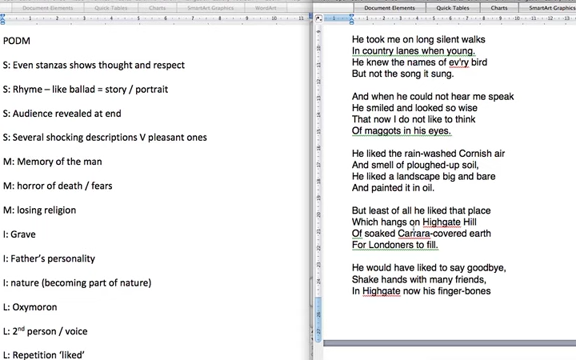 Document Elements Quick Tables Charts SmartArt Graphics WordArt
Document Elements Quick Tables Charts SmartArt Graphics
PODM
S: Even stanzas shows thought and respect
S: Rhyme – like ballad = story / portrait
S: Audience revealed at end
S: Several shocking descriptions V pleasant ones
M: Memory of the man
M: horror of death / fears
M: losing religion
I: Grave
I: Father's personality
I: nature (becoming part of nature)
L: Oxymoron
L: 2nd person / voice
L: Repetition 'liked'
He took me on long silent walks
In country lanes when young.
He knew the names of ev'ry bird
But not the song it sung.
And when he could not hear me speak
He smiled and looked so wise
That now I do not like to think
Of maggots in his eyes.
He liked the rain-washed Cornish air
And smell of ploughed-up soil,
He liked a landscape big and bare
And painted it in oil.
But least of all he liked that place
Which hangs on Highgate Hill
Of soaked Carrara-covered earth
For Londoners to fill.
He would have liked to say goodbye,
Shake hands with many friends,
In Highgate now his finger-bones